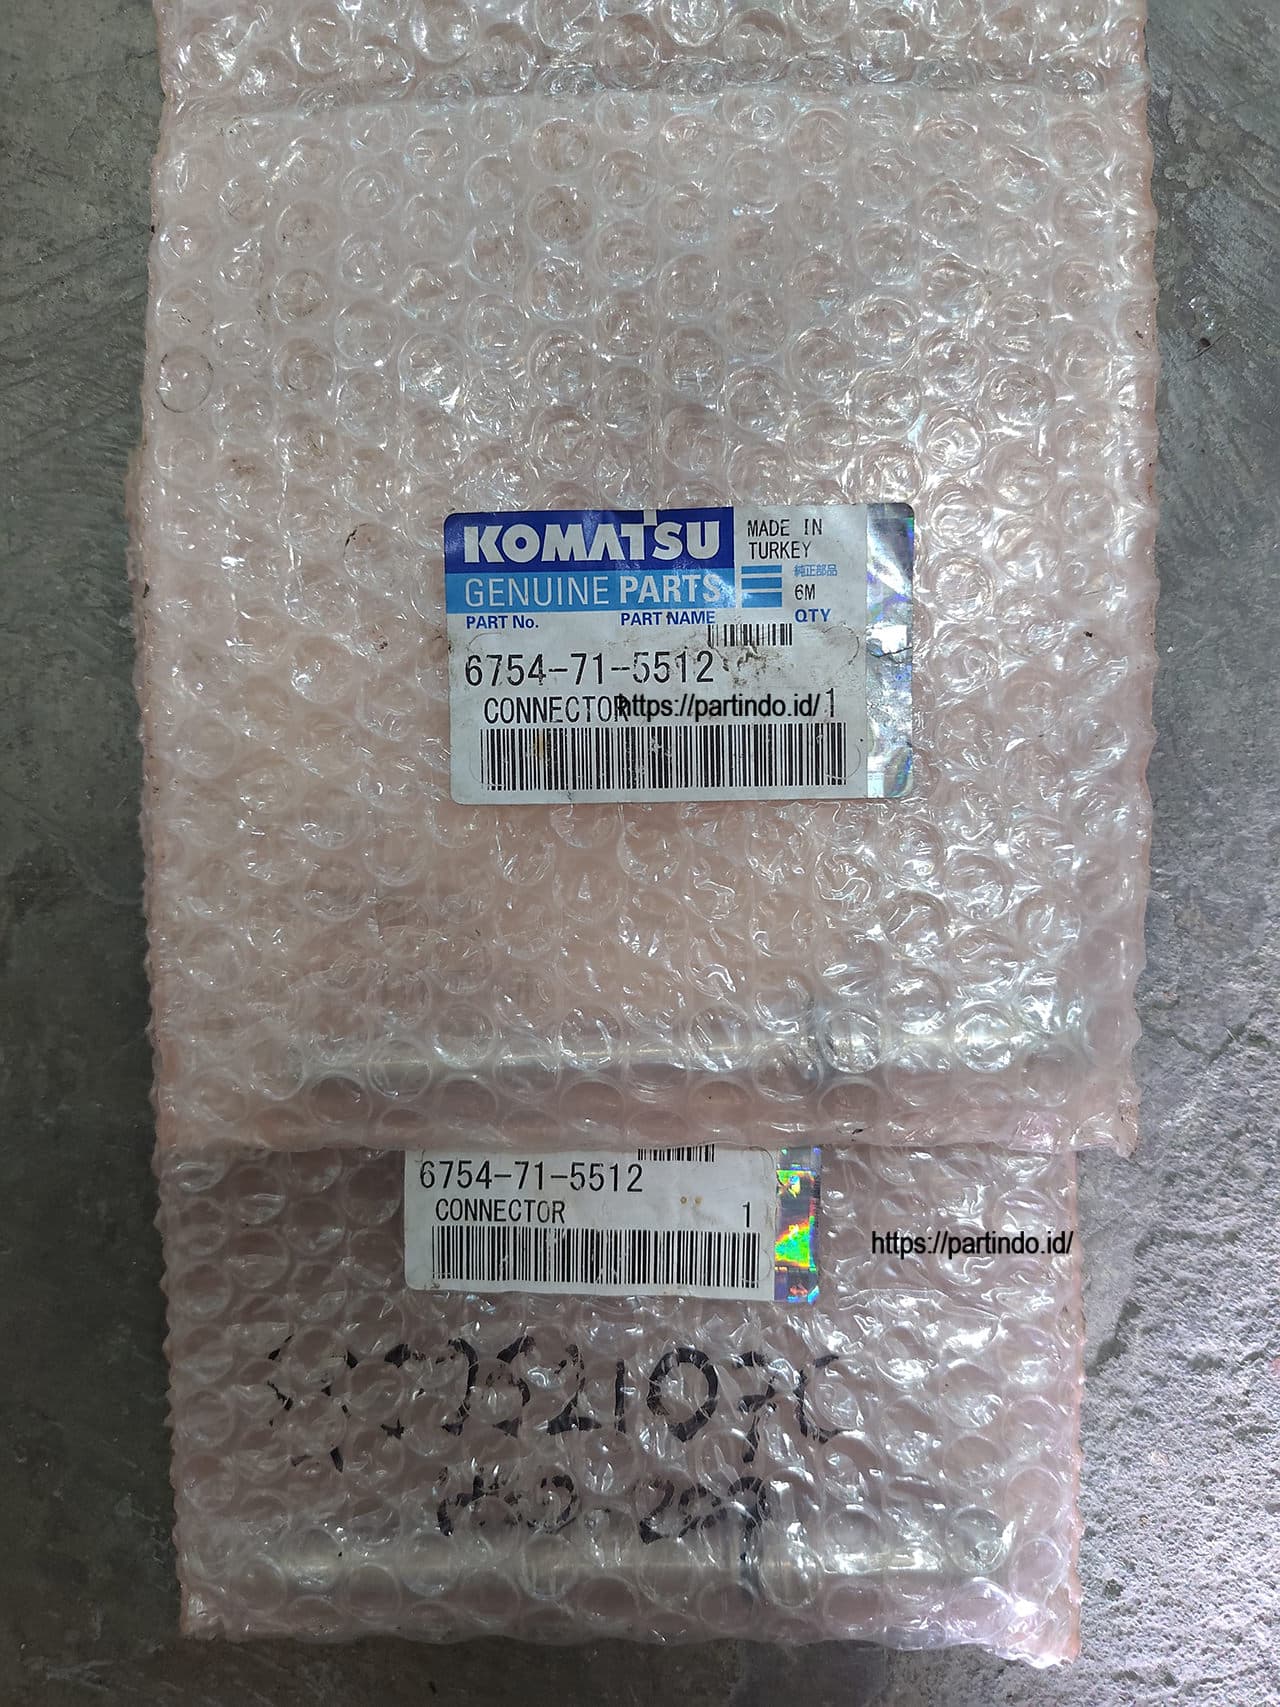 KOMATSU
GENUINE PARTS
MADE IN
TURKEY
純正部品
6M
PART No.
PART NAME
QTY
6754-71-5512
CONNECTOR
https://partindo.id/
1
6754-71-5512
CONNECTOR
1
https://partindo.id/